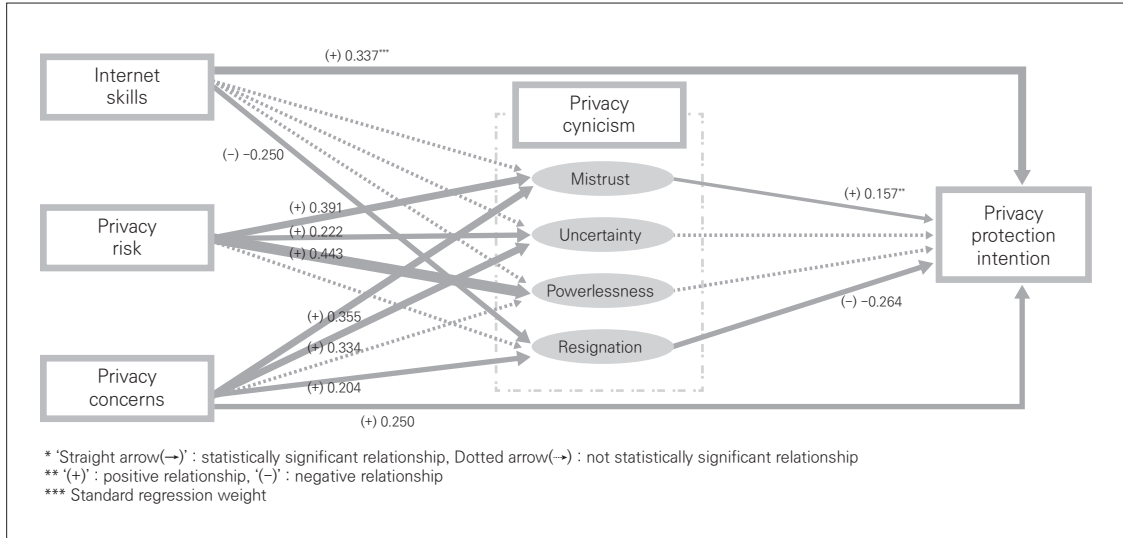 (+) 0.337***
Internet
skills
Privacy
cynicism
(−) −0.250
Mistrust
(+) 0.157**
(+) 0.391
Privacy
risk
(+) 0.222
Uncertainty
Privacy
protection
intention
(+) 0.443
Powerlessness
(−) −0.264
(+) 0.355
(+) 0.334
Resignation
Privacy
concerns
(+) 0.204
(+) 0.250
* ‘Straight arrow(→)’ : statistically significant relationship, Dotted arrow(⇢) : not statistically significant relationship
** ‘(+)’ : positive relationship, ‘(−)’ : negative relationship
*** Standard regression weight